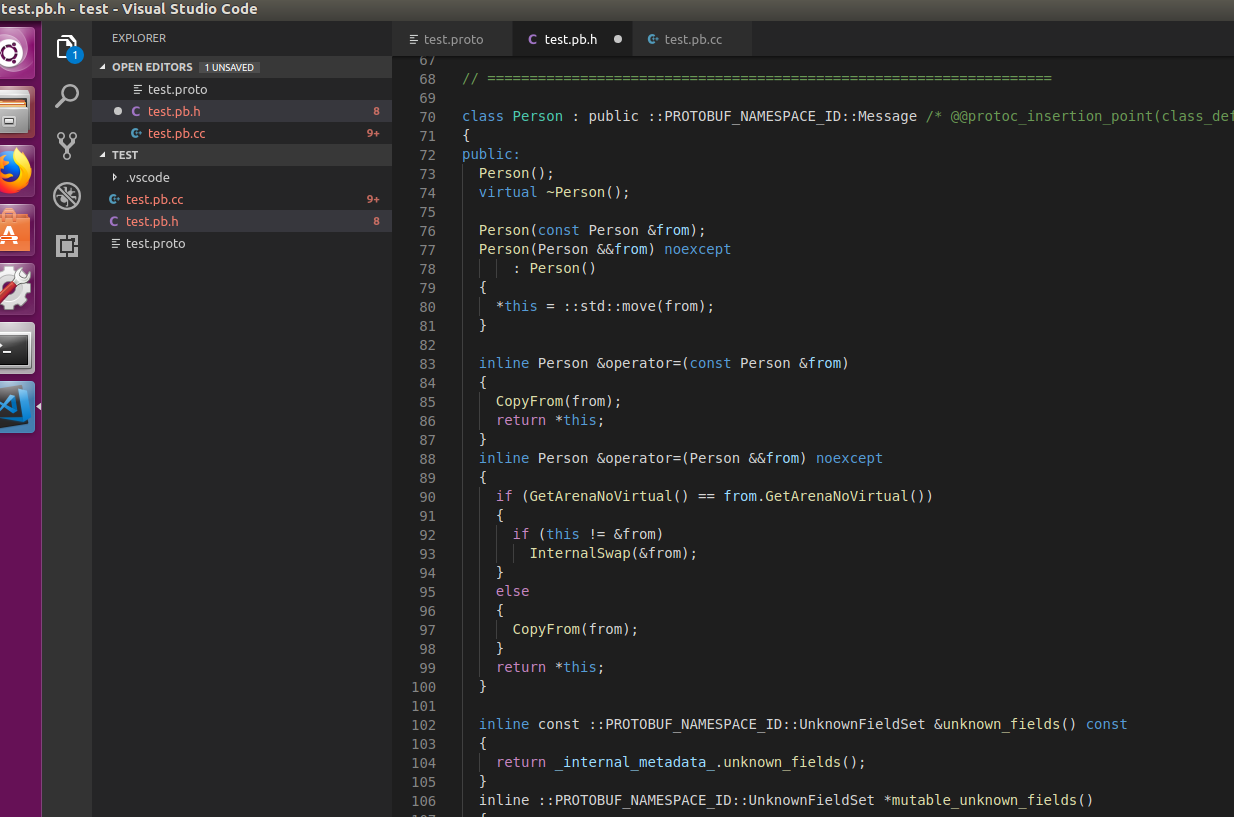 test.pb.h - test - Visual Studio Code
EXPLORER
OPEN EDITORS 1 UNSAVED
test.proto
C test.pb.h 8
C++ test.pb.cc 9+
TEST
.vscode
C++ test.pb.cc 9+
C test.pb.h 8
test.proto
1
test.proto
C test.pb.h
C++ test.pb.cc
67
68 // ===================================================================
69
70 class Person : public ::PROTOBUF_NAMESPACE_ID::Message /* @@protoc_insertion_point(class_def
71 {
72 public:
73 Person();
74 virtual ~Person();
75
76 Person(const Person &from);
77 Person(Person &&from) noexcept
78 : Person()
79 {
80 *this = ::std::move(from);
81 }
82
83 inline Person &operator=(const Person &from)
84 {
85 CopyFrom(from);
86 return *this;
87 }
88 inline Person &operator=(Person &&from) noexcept
89 {
90 if (GetArenaNoVirtual() == from.GetArenaNoVirtual())
91 {
92 if (this != &from)
93 InternalSwap(&from);
94 }
95 else
96 {
97 CopyFrom(from);
98 }
99 return *this;
100 }
101
102 inline const ::PROTOBUF_NAMESPACE_ID::UnknownFieldSet &unknown_fields() const
103 {
104 return _internal_metadata_.unknown_fields();
105 }
106 inline ::PROTOBUF_NAMESPACE_ID::UnknownFieldSet *mutable_unknown_fields()
107 {